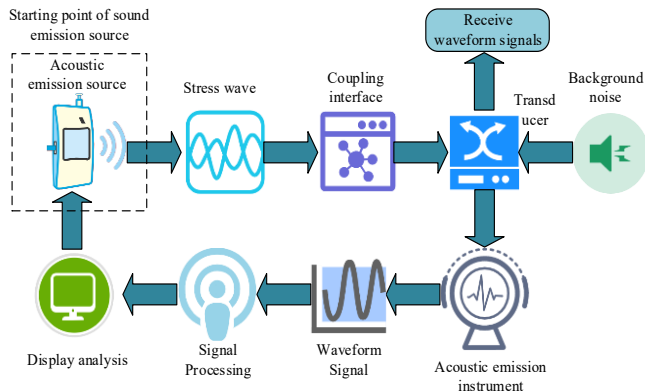 Starting point of sound
emission source
Acoustic
emission source
Stress wave
Coupling
interface
Receive
waveform signals
Transd
ucer
Background
noise
Display analysis
Signal
Processing
Waveform
Signal
Acoustic emission
instrument